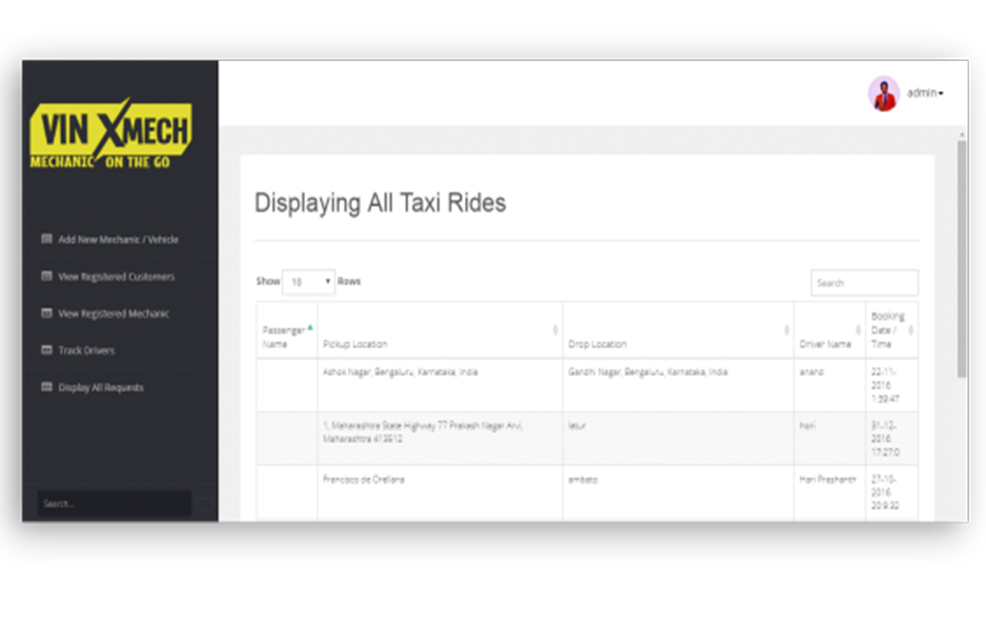 VIN XMECH
MECHANIC ON THE GO
admin
Displaying All Taxi Rides
Add New Mechanic / Vehicle
View Registered Customers
View Registered Mechanic
Track Drivers
Display All Requests
Search...
Show 10 Rows
Search
Passenger Name
Pickup Location
Drop Location
Driver Name
Booking Date / Time
Ashok Nagar, Bengaluru, Karnataka, India
Gandhi Nagar, Bengaluru, Karnataka, India
anand
22-11-
2016
1:39:47
1, Maharashtra State Highway 77 Prakash Nagar Arvi,
Maharashtra 413512
latur
hari
31-12-
2016
17:27:0
Francisco de Orellana
ambato
Hari Prashanth
27-10-
2016
20:9:32